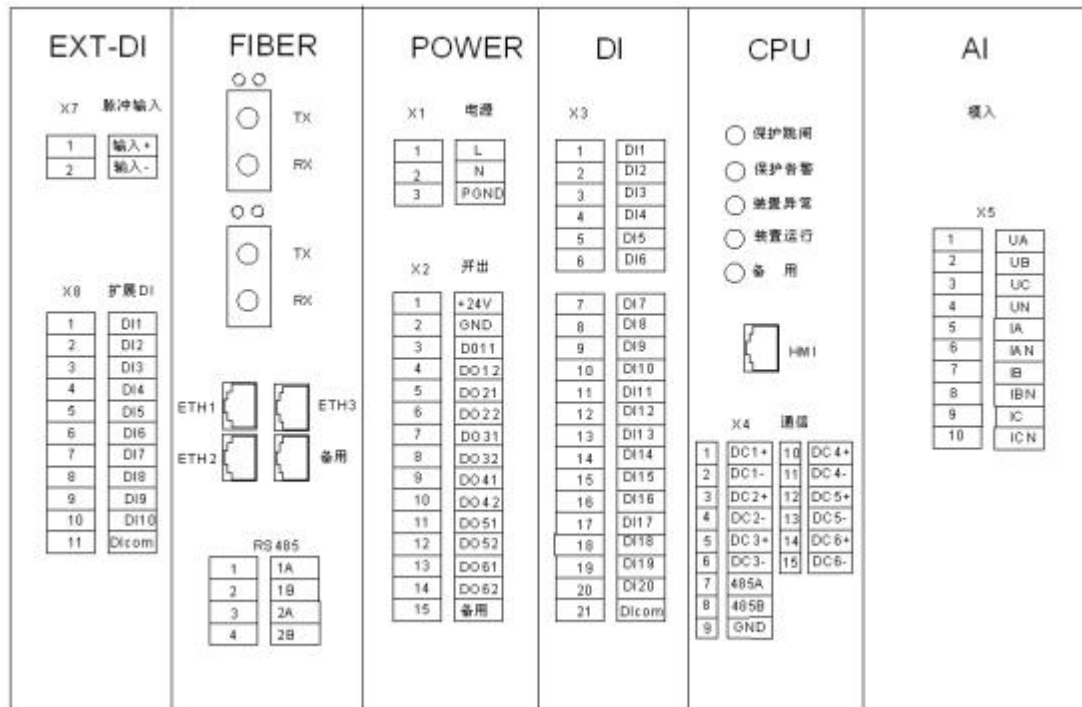 EXT-DI
X7 脉冲输入
1 输入+
2 输入-
X8 扩展DI
1 DI1
2 DI2
3 DI3
4 DI4
5 DI5
6 DI6
7 DI7
8 DI8
9 DI9
10 DI10
11 DIcom
FIBER
TX
RX
TX
RX
ETH1 ETH3
ETH2 备用
RS485
1 1A
2 1B
3 2A
4 2B
POWER
X1 电源
1 L
2 N
3 PGND
X2 开出
1 +24V
2 GND
3 DO11
4 DO12
5 DO21
6 DO22
7 DO31
8 DO32
9 DO41
10 DO42
11 DO51
12 DO52
13 DO61
14 DO62
15 备用
DI
X3
1 DI1
2 DI2
3 DI3
4 DI4
5 DI5
6 DI6
7 DI7
8 DI8
9 DI9
10 DI10
11 DI11
12 DI12
13 DI13
14 DI14
15 DI15
16 DI16
17 DI17
18 DI18
19 DI19
20 DI20
21 DIcom
CPU
保护跳闸
保护告警
装置异常
装置运行
备 用
HMI
X4 通信
1 DC1+ 10 DC4+
2 DC1- 11 DC4-
3 DC2+ 12 DC5+
4 DC2- 13 DC5-
5 DC3+ 14 DC6+
6 DC3- 15 DC6-
7 485A
8 485B
9 GND
AI
模入
X5
1 UA
2 UB
3 UC
4 UN
5 IA
6 IAN
7 IB
8 IBN
9 IC
10 ICN